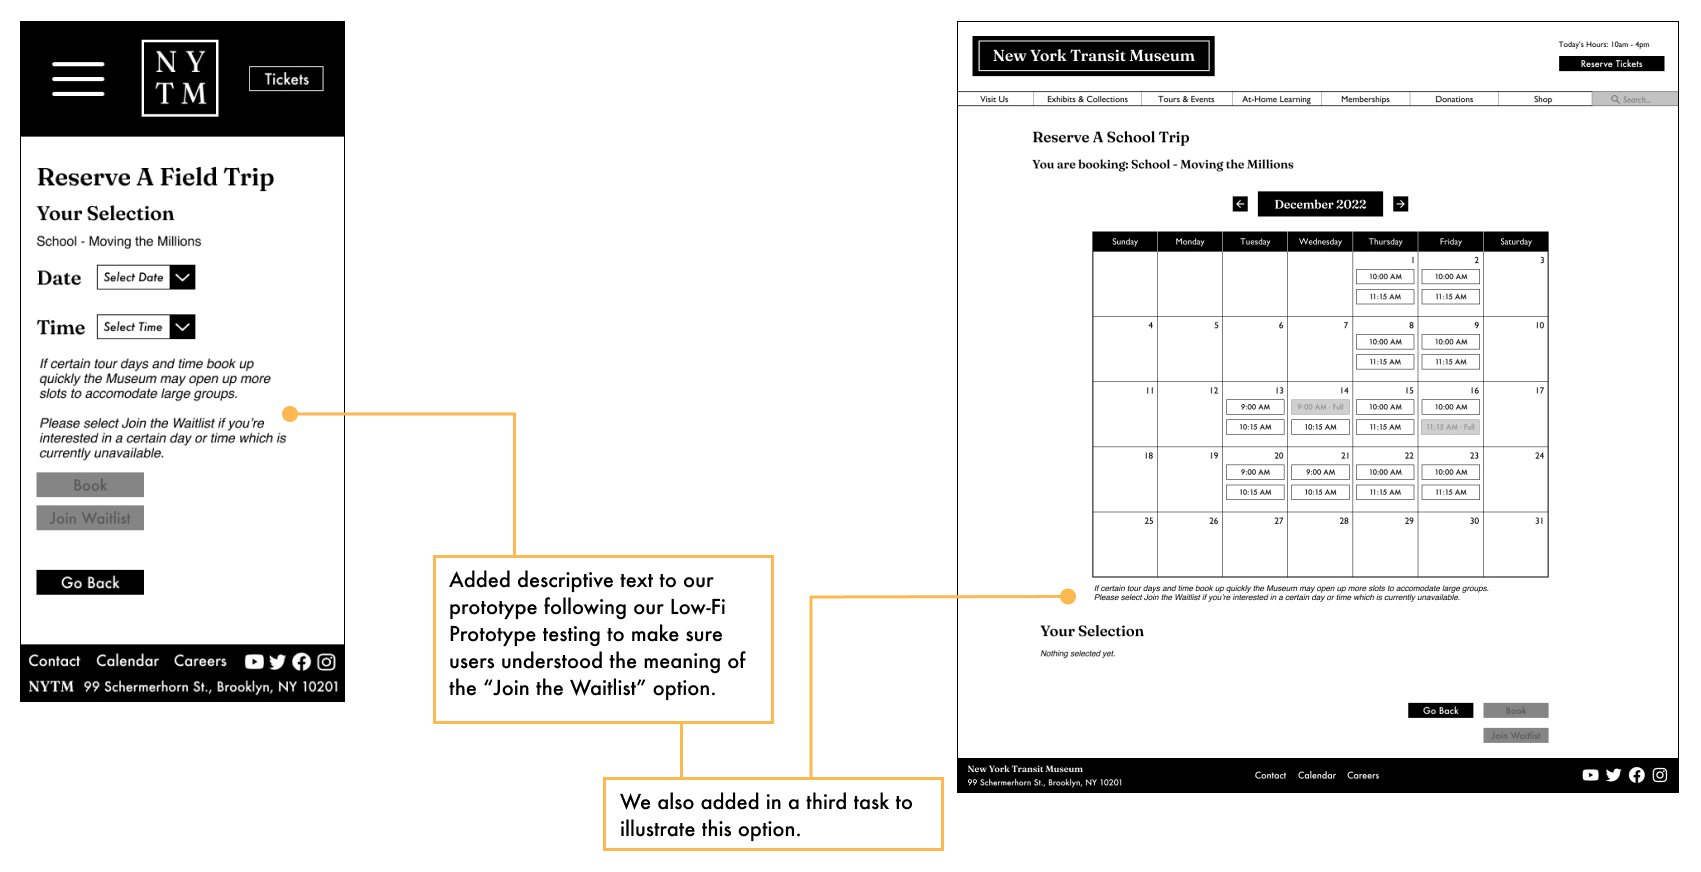 N Y
T M
Tickets
Reserve A Field Trip
Your Selection
School - Moving the Millions
Date Select Date
Time Select Time
If certain tour days and time book up
quickly the Museum may open up more
slots to accomodate large groups.
Please select Join the Waitlist if you're
interested in a certain day or time which is
currently unavailable.
Book
Join Waitlist
Go Back
Contact Calendar Careers
NYTM 99 Schermerhorn St., Brooklyn, NY 10201
Added descriptive text to our
prototype following our Low-Fi
Prototype testing to make sure
users understood the meaning of
the “Join the Waitlist” option.
We also added in a third task to
illustrate this option.
New York Transit Museum
Today's Hours: 10am - 4pm
Reserve Tickets
Visit Us Exhibits & Collections Tours & Events At-Home Learning Memberships Donations Shop Search...
Reserve A School Trip
You are booking: School - Moving the Millions
December 2022
Sunday Monday Tuesday Wednesday Thursday Friday Saturday
1 2 3
10:00 AM 10:00 AM
11:15 AM 11:15 AM
4 5 6 7 8 9 10
10:00 AM 10:00 AM
11:15 AM 11:15 AM
11 12 13 14 15 16 17
9:00 AM 9:00 AM - Full 10:00 AM 10:00 AM
10:15 AM 10:15 AM 11:15 AM 11:15 AM - Full
18 19 20 21 22 23 24
9:00 AM 9:00 AM 10:00 AM 10:00 AM
10:15 AM 10:15 AM 11:15 AM 11:15 AM
25 26 27 28 29 30 31
If certain tour days and time book up quickly the Museum may open up more slots to accomodate large groups.
Please select Join the Waitlist if you're interested in a certain day or time which is currently unavailable.
Your Selection
Nothing selected yet.
Go Back Book
Join Waitlist
New York Transit Museum
99 Schermerhorn St., Brooklyn, NY 10201
Contact Calendar Careers